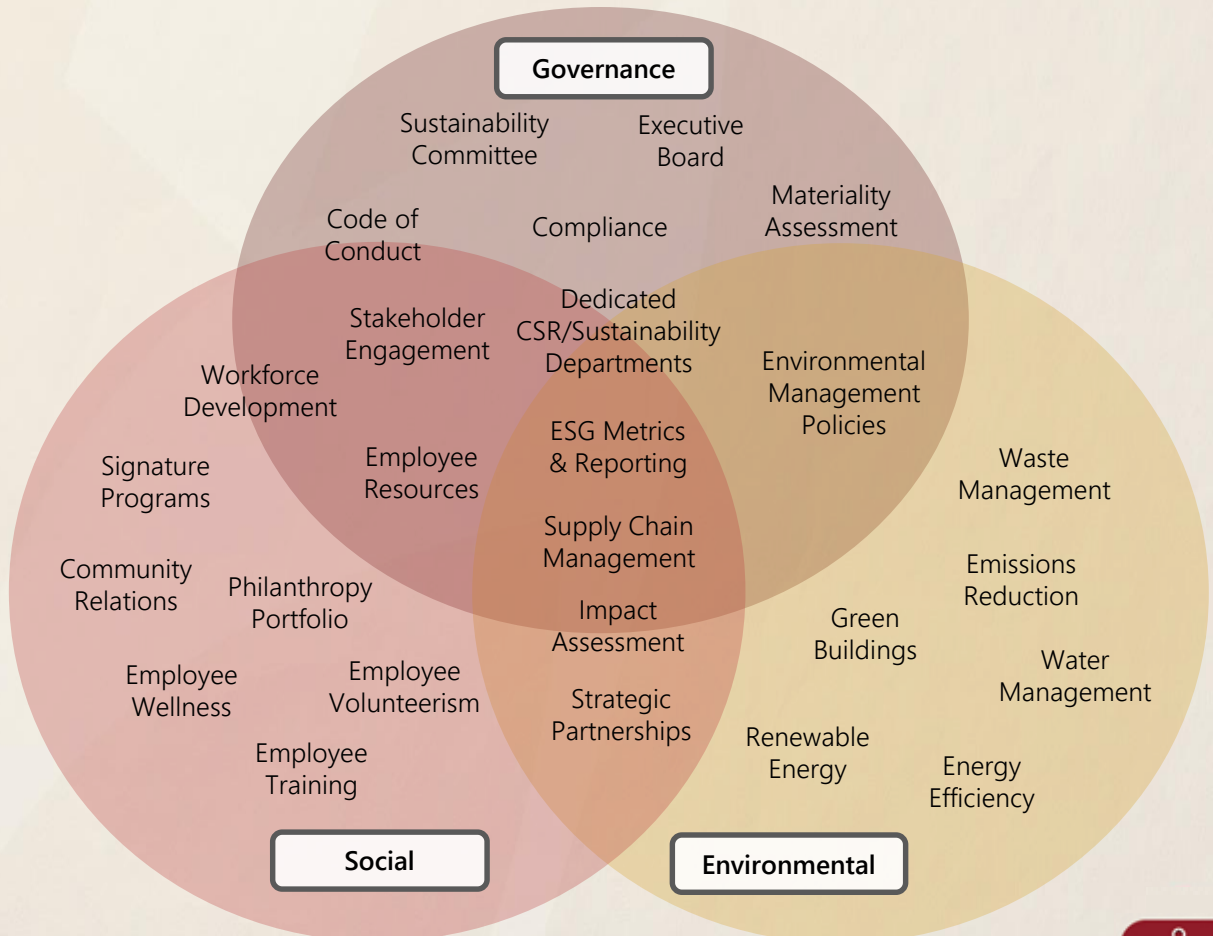 Governance
Sustainability
Committee
Executive
Board
Code of
Conduct
Compliance
Materiality
Assessment
Stakeholder
Engagement
Dedicated
CSR/Sustainability
Departments
Workforce
Development
Environmental
Management
Policies
ESG Metrics
& Reporting
Signature
Programs
Employee
Resources
Waste
Management
Supply Chain
Management
Community
Relations
Philanthropy
Portfolio
Emissions
Reduction
Impact
Assessment
Green
Buildings
Employee
Wellness
Employee
Volunteerism
Water
Management
Strategic
Partnerships
Employee
Training
Renewable
Energy
Energy
Efficiency
Social
Environmental